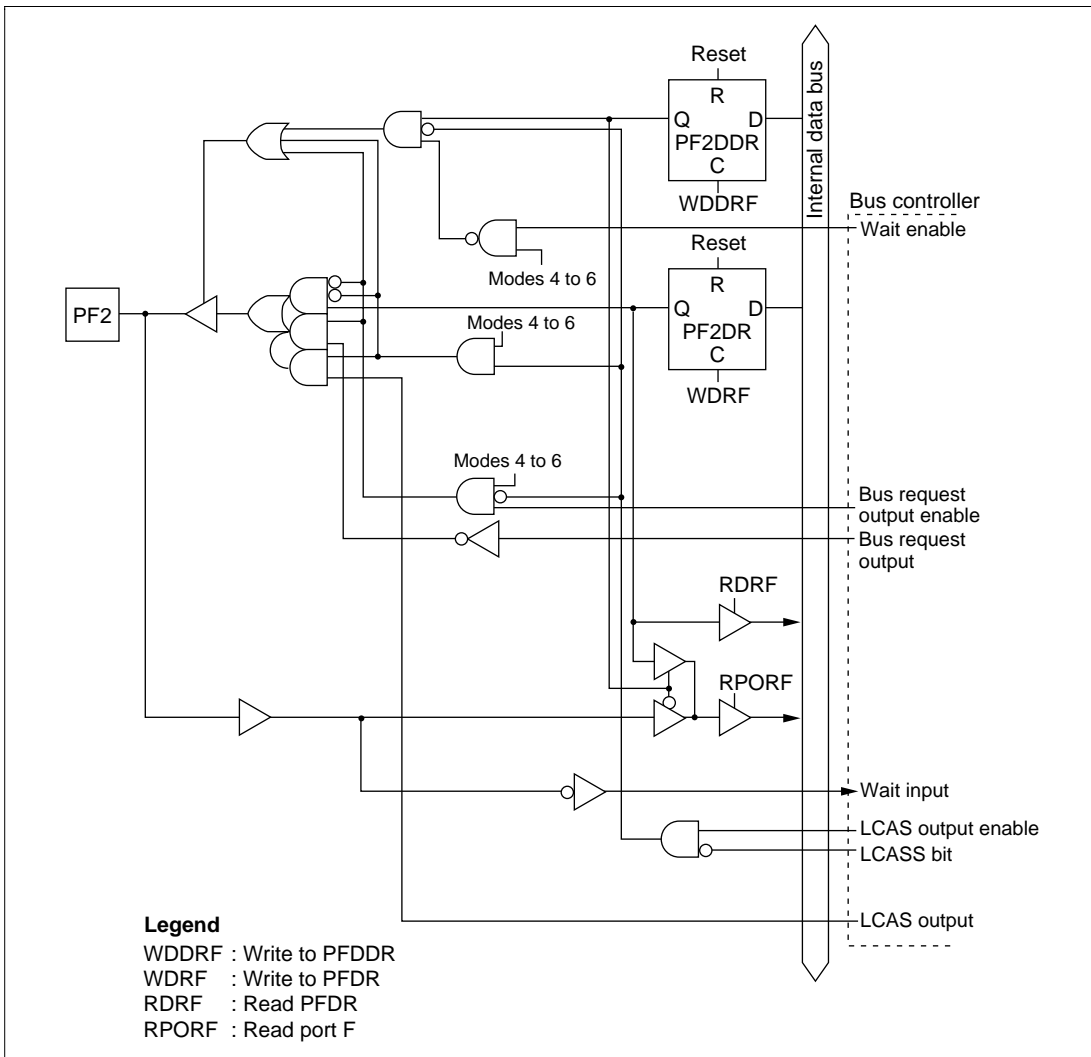 Reset
R
Q D
PF2DDR
C
WDDRF
Internal data bus
Bus controller
Wait enable
Modes 4 to 6
Reset
R
Q D
PF2DR
C
WDRF
PF2
Modes 4 to 6
Modes 4 to 6
Bus request
output enable
Bus request
output
RDRF
RPORF
Wait input
LCAS output enable
LCASS bit
LCAS output
Legend
WDDRF : Write to PFDDR
WDRF : Write to PFDR
RDRF : Read PFDR
RPORF : Read port F